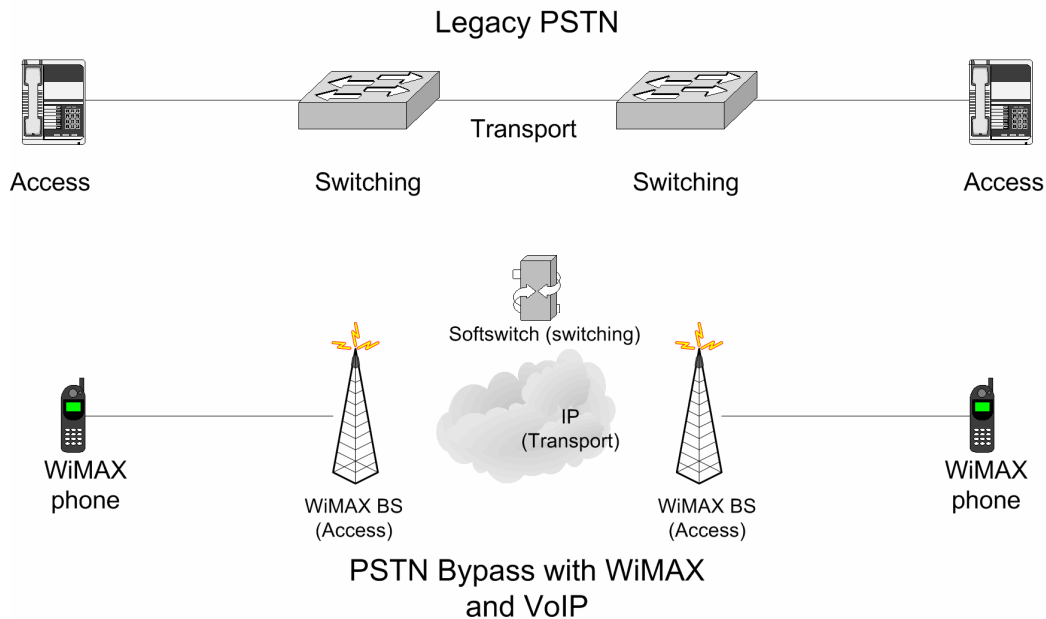 Legacy PSTN
Transport
Access
Switching
Switching
Access
Softswitch (switching)
IP
(Transport)
WiMAX
phone
WiMAX BS
(Access)
WiMAX BS
(Access)
WiMAX
phone
PSTN Bypass with WiMAX
and VoIP